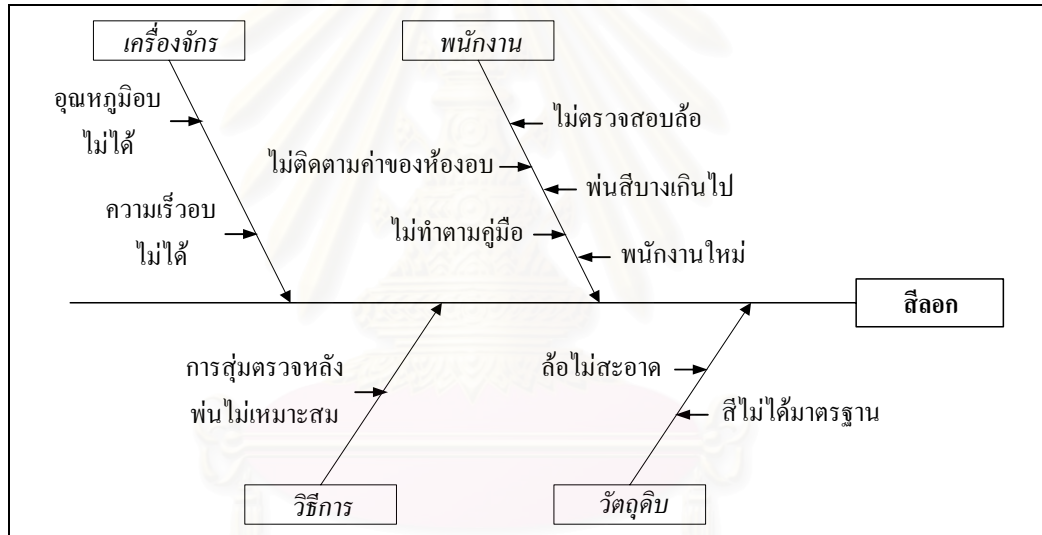 เครื่องจักร
พนักงาน
อุณหภูมิอบ
ไม่ได้
ความเร็วอบ
ไม่ได้
ไม่ตรวจสอบล้อ
ไม่ติดตามค่าของห้องอบ
พ่นสีบางเกินไป
ไม่ทำตามคู่มือ
พนักงานใหม่
สีลอก
การสุ่มตรวจหลัง
พ่นไม่เหมาะสม
ล้อไม่สะอาด
สีไม่ได้มาตรฐาน
วิธีการ
วัตถุดิบ